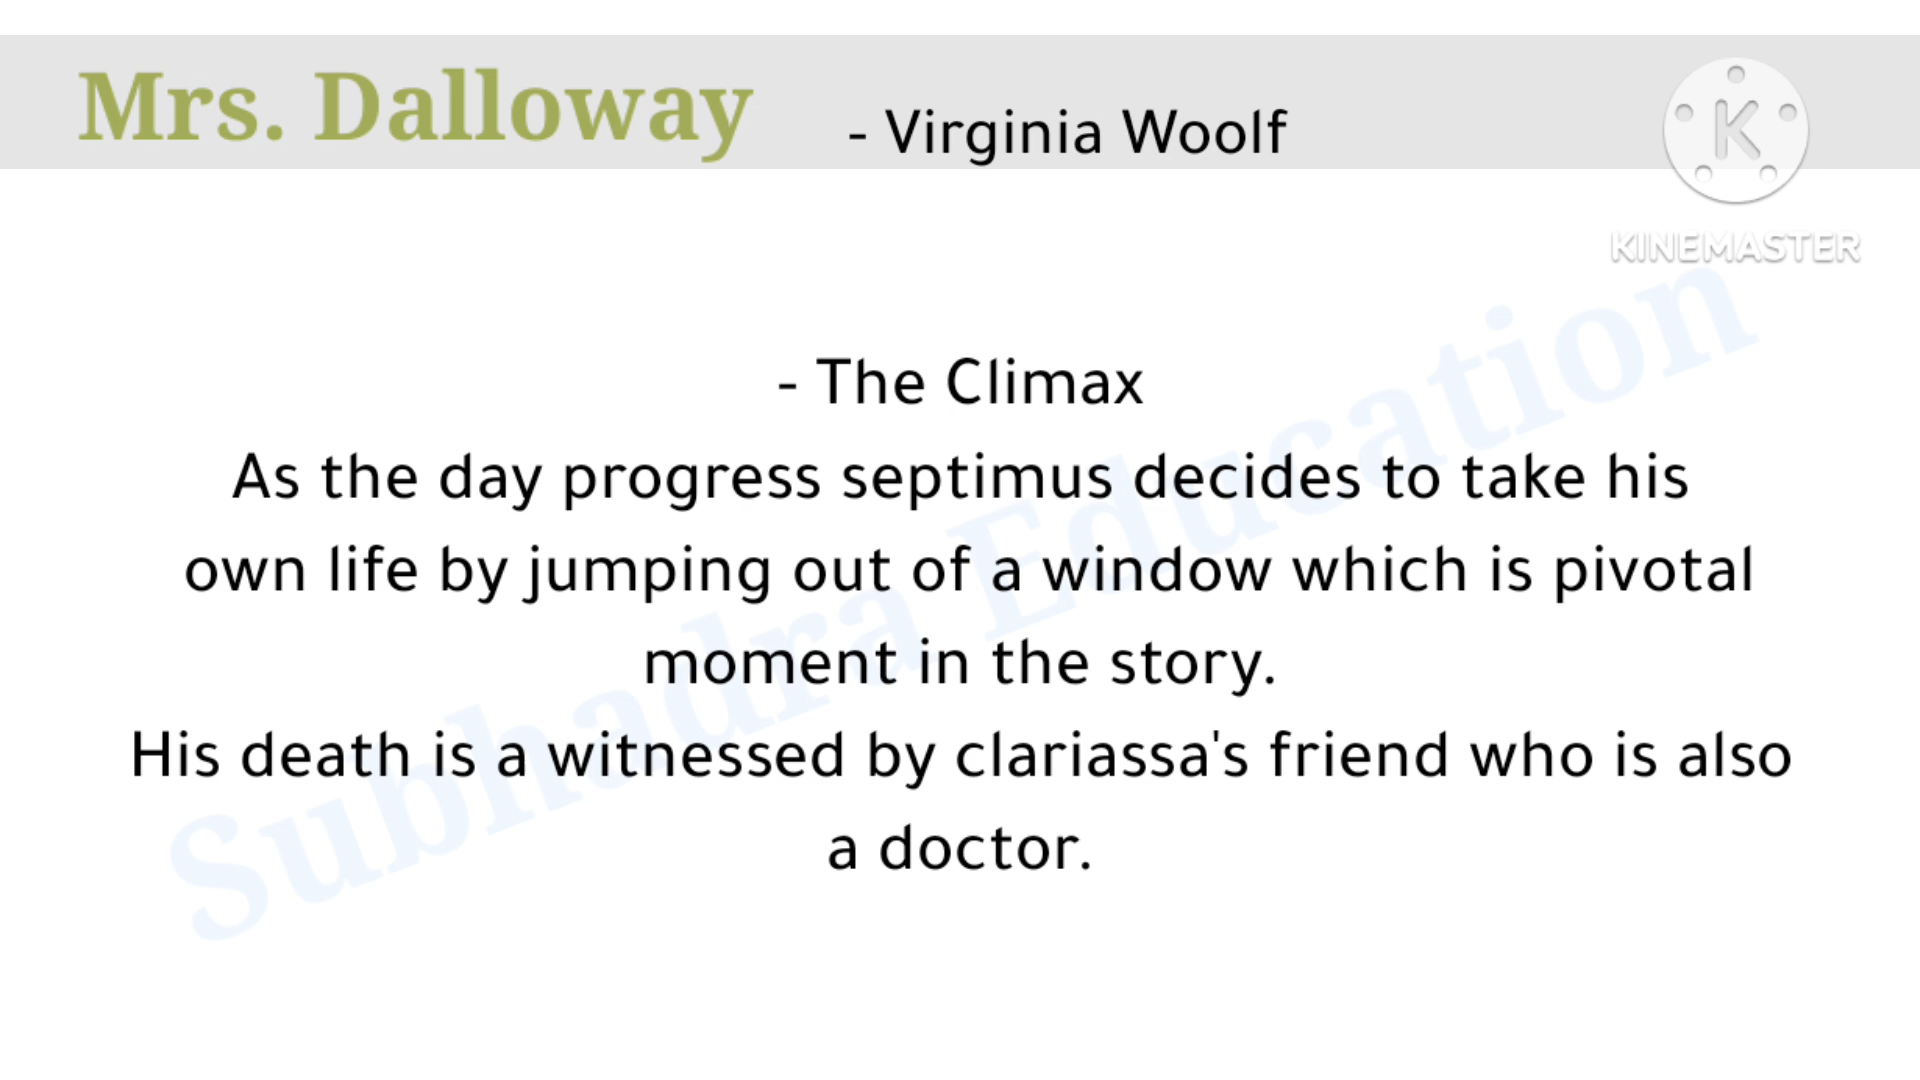 Mrs. Dalloway - Virginia Woolf
K
KINEMASTER
- The Climax
As the day progress septimus decides to take his
own life by jumping out of a window which is pivotal
moment in the story.
His death is a witnessed by clariassa's friend who is also
a doctor.
Subhadra Education